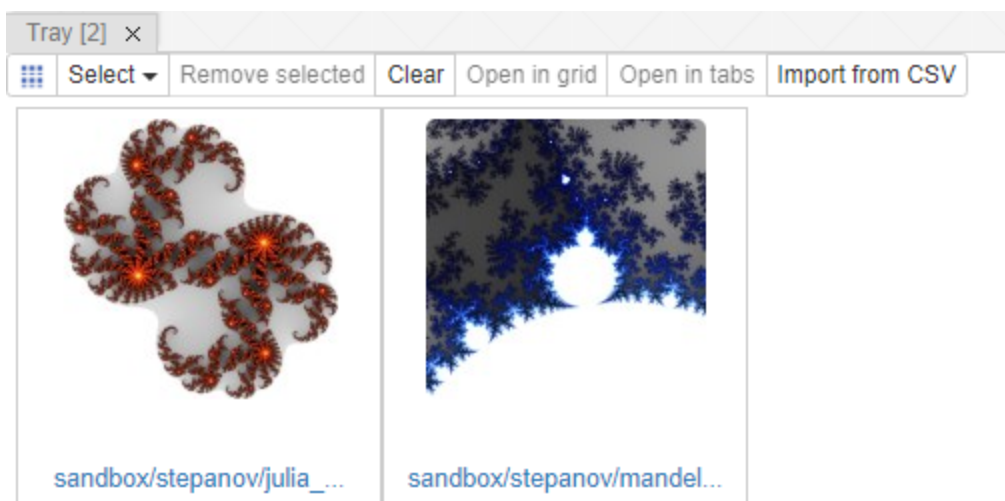 Tray [2] ×
Select Remove selected Clear Open in grid Open in tabs Import from CSV
sandbox/stepanov/julia_... sandbox/stepanov/mandel...